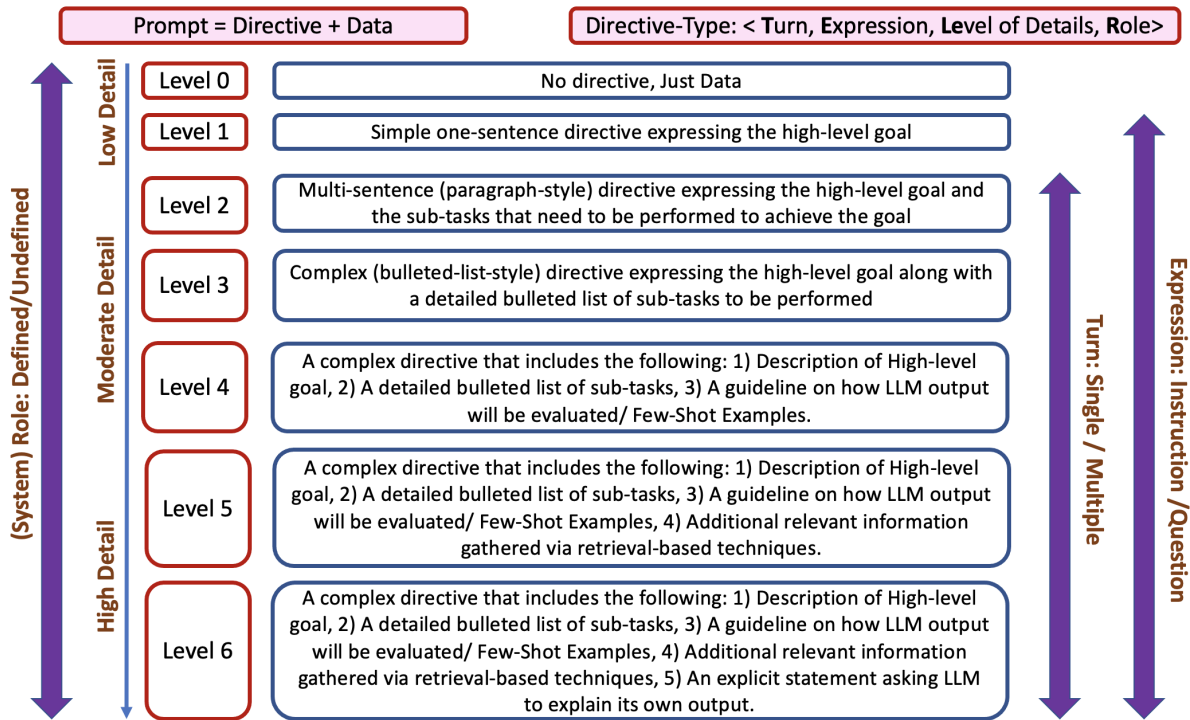 Prompt = Directive + Data
Directive-Type: < Turn, Expression, Level of Details, Role>
(System) Role: Defined/Undefined
Low Detail
Moderate Detail
High Detail
Level 0
No directive, Just Data
Level 1
Simple one-sentence directive expressing the high-level goal
Level 2
Multi-sentence (paragraph-style) directive expressing the high-level goal and
the sub-tasks that need to be performed to achieve the goal
Level 3
Complex (bulleted-list-style) directive expressing the high-level goal along with
a detailed bulleted list of sub-tasks to be performed
Level 4
A complex directive that includes the following: 1) Description of High-level
goal, 2) A detailed bulleted list of sub-tasks, 3) A guideline on how LLM output
will be evaluated/ Few-Shot Examples.
Level 5
A complex directive that includes the following: 1) Description of High-level
goal, 2) A detailed bulleted list of sub-tasks, 3) A guideline on how LLM output
will be evaluated/ Few-Shot Examples, 4) Additional relevant information
gathered via retrieval-based techniques.
Level 6
A complex directive that includes the following: 1) Description of High-level
goal, 2) A detailed bulleted list of sub-tasks, 3) A guideline on how LLM output
will be evaluated/ Few-Shot Examples, 4) Additional relevant information
gathered via retrieval-based techniques, 5) An explicit statement asking LLM
to explain its own output.
Turn: Single / Multiple
Expression: Instruction /Question